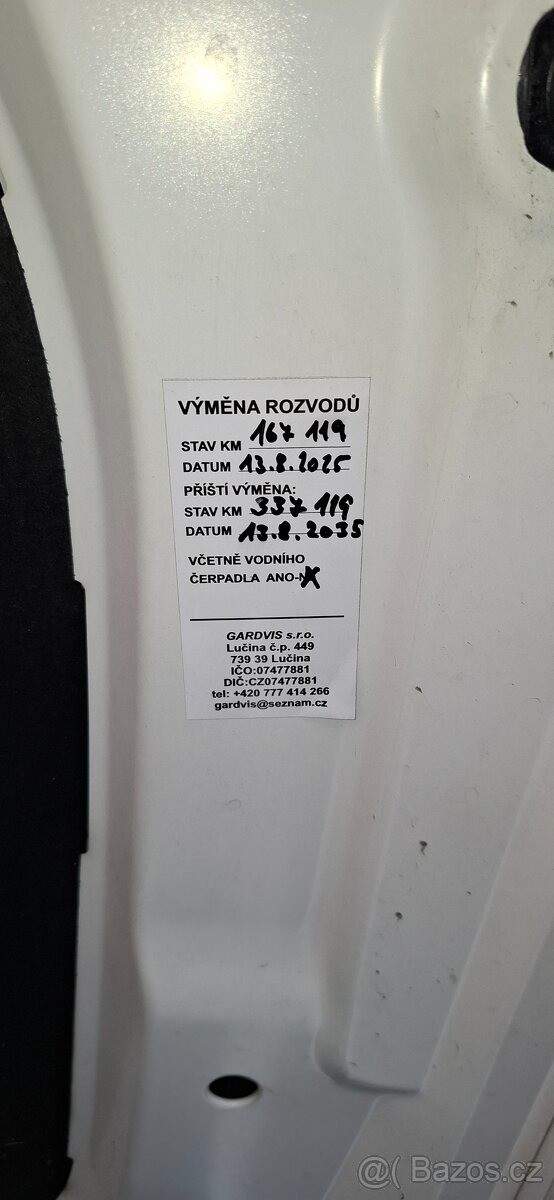 VÝMĚNA ROZVODŮ
STAV KM 167 119
DATUM 13.8.2025
PŘÍŠTÍ VÝMĚNA:
STAV KM 337 119
DATUM 13.8.2035
VČETNĚ VODNÍHO
ČERPADLA ANO-
GARDVIS s.r.o.
Lučina č.p. 449
739 39 Lučina
IČO:07477881
DIČ:CZ07477881
tel: +420 777 414 266
gardvis@seznam.cz
@( Bazos.cz